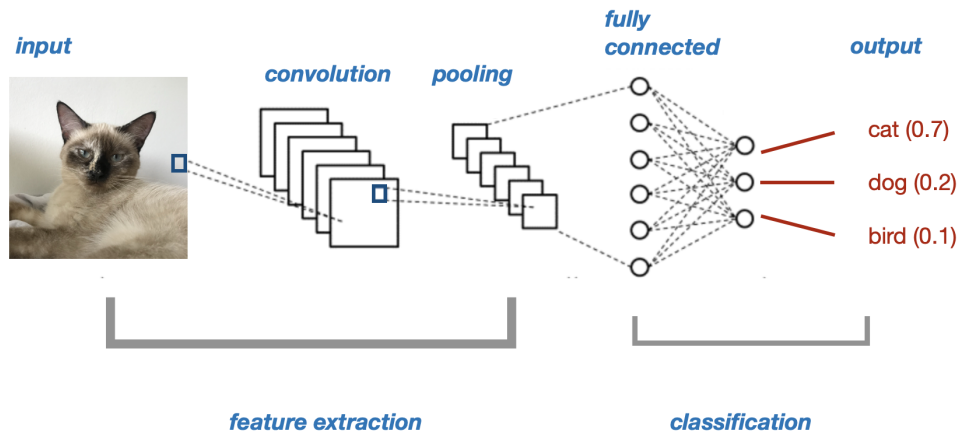 input
convolution
pooling
fully
connected
output
cat (0.7)
dog (0.2)
bird (0.1)
feature extraction
classification